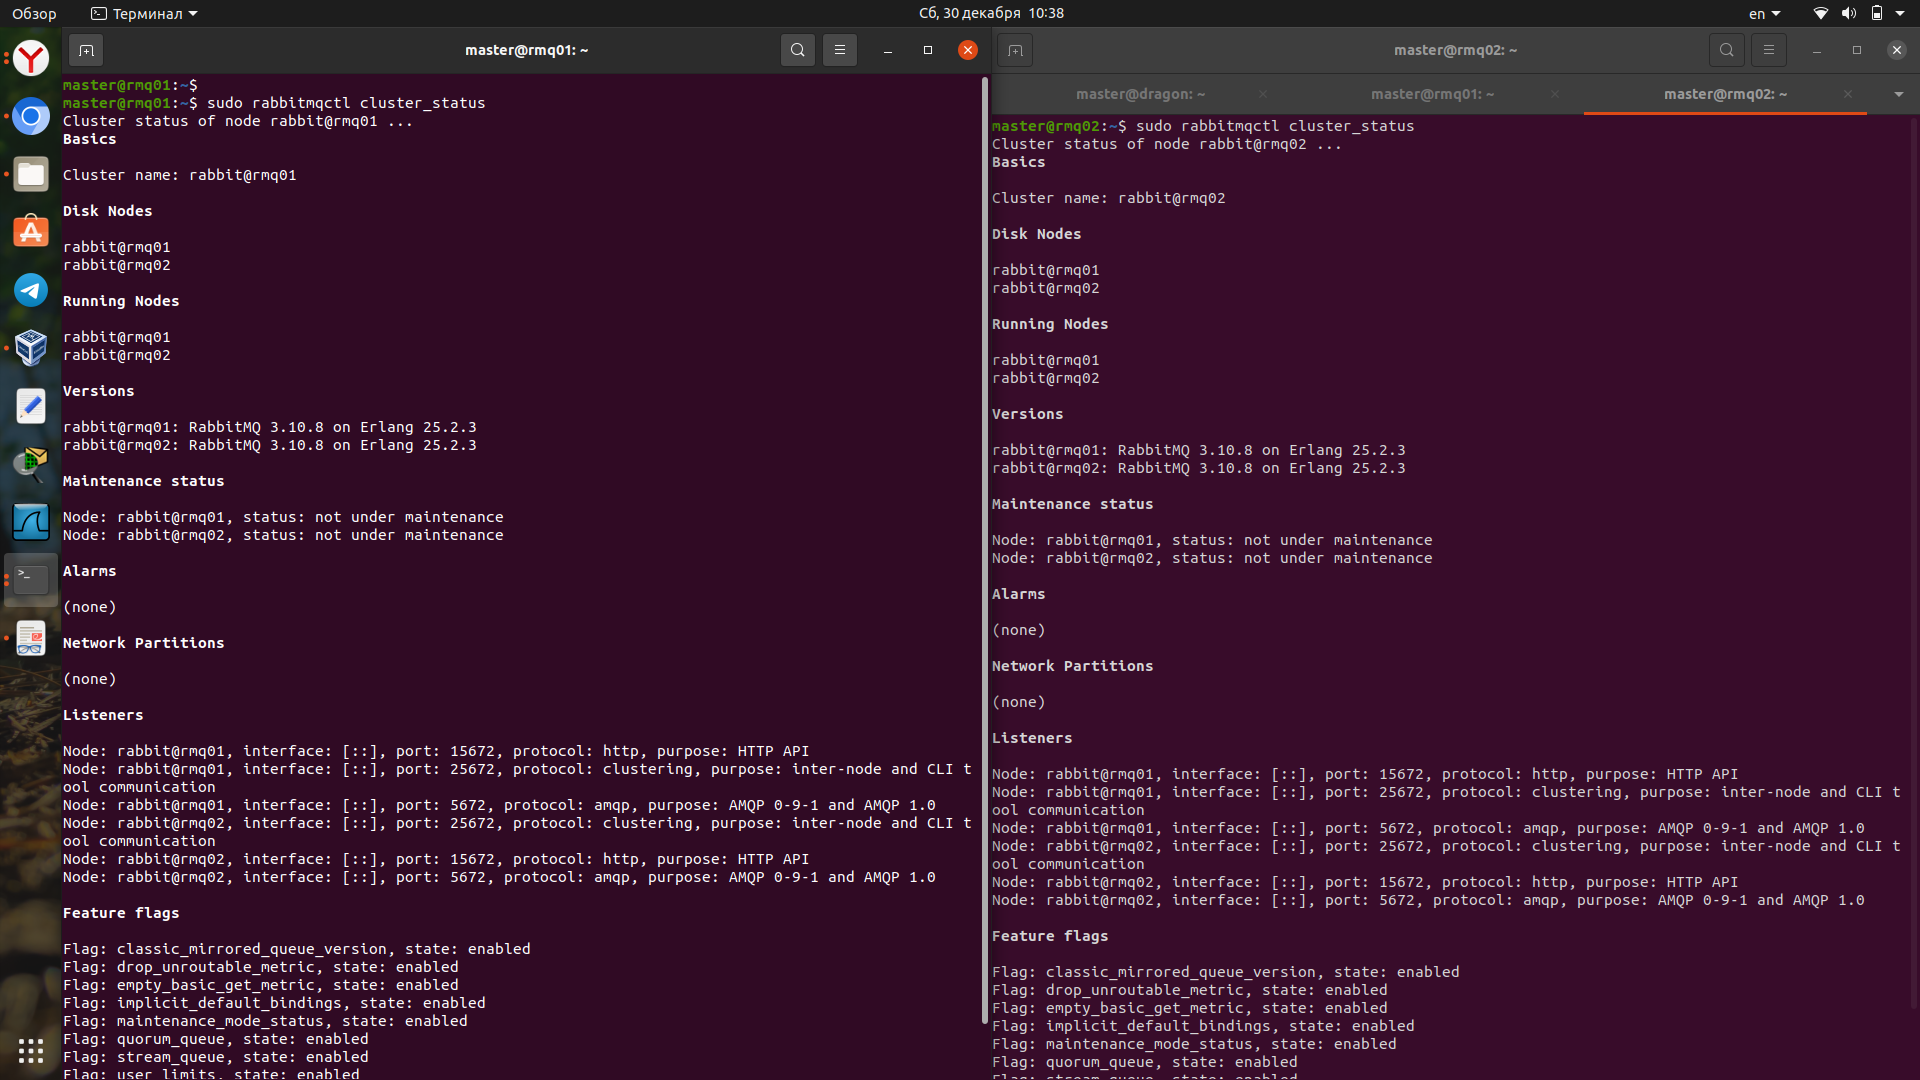 Обзор
Терминал
Сб, 30 декабря 10:38
en
master@rmq01: ~
master@rmq01:~$
master@rmq01:~$ sudo rabbitmqctl cluster_status
Cluster status of node rabbit@rmq01 ...
Basics
Cluster name: rabbit@rmq01
Disk Nodes
rabbit@rmq01
rabbit@rmq02
Running Nodes
rabbit@rmq01
rabbit@rmq02
Versions
rabbit@rmq01: RabbitMQ 3.10.8 on Erlang 25.2.3
rabbit@rmq02: RabbitMQ 3.10.8 on Erlang 25.2.3
Maintenance status
Node: rabbit@rmq01, status: not under maintenance
Node: rabbit@rmq02, status: not under maintenance
Alarms
(none)
Network Partitions
(none)
Listeners
Node: rabbit@rmq01, interface: [::], port: 15672, protocol: http, purpose: HTTP API
Node: rabbit@rmq01, interface: [::], port: 25672, protocol: clustering, purpose: inter-node and CLI t
ool communication
Node: rabbit@rmq01, interface: [::], port: 5672, protocol: amqp, purpose: AMQP 0-9-1 and AMQP 1.0
Node: rabbit@rmq02, interface: [::], port: 25672, protocol: clustering, purpose: inter-node and CLI t
ool communication
Node: rabbit@rmq02, interface: [::], port: 15672, protocol: http, purpose: HTTP API
Node: rabbit@rmq02, interface: [::], port: 5672, protocol: amqp, purpose: AMQP 0-9-1 and AMQP 1.0
Feature flags
Flag: classic_mirrored_queue_version, state: enabled
Flag: drop_unroutable_metric, state: enabled
Flag: empty_basic_get_metric, state: enabled
Flag: implicit_default_bindings, state: enabled
Flag: maintenance_mode_status, state: enabled
Flag: quorum_queue, state: enabled
Flag: stream_queue, state: enabled
Flag: user_limits, state: enabled
master@rmq02: ~
master@dragon: ~
master@rmq01: ~
master@rmq02: ~
master@rmq02:~$ sudo rabbitmqctl cluster_status
Cluster status of node rabbit@rmq02 ...
Basics
Cluster name: rabbit@rmq02
Disk Nodes
rabbit@rmq01
rabbit@rmq02
Running Nodes
rabbit@rmq01
rabbit@rmq02
Versions
rabbit@rmq01: RabbitMQ 3.10.8 on Erlang 25.2.3
rabbit@rmq02: RabbitMQ 3.10.8 on Erlang 25.2.3
Maintenance status
Node: rabbit@rmq01, status: not under maintenance
Node: rabbit@rmq02, status: not under maintenance
Alarms
(none)
Network Partitions
(none)
Listeners
Node: rabbit@rmq01, interface: [::], port: 15672, protocol: http, purpose: HTTP API
Node: rabbit@rmq01, interface: [::], port: 25672, protocol: clustering, purpose: inter-node and CLI t
ool communication
Node: rabbit@rmq01, interface: [::], port: 5672, protocol: amqp, purpose: AMQP 0-9-1 and AMQP 1.0
Node: rabbit@rmq02, interface: [::], port: 25672, protocol: clustering, purpose: inter-node and CLI t
ool communication
Node: rabbit@rmq02, interface: [::], port: 15672, protocol: http, purpose: HTTP API
Node: rabbit@rmq02, interface: [::], port: 5672, protocol: amqp, purpose: AMQP 0-9-1 and AMQP 1.0
Feature flags
Flag: classic_mirrored_queue_version, state: enabled
Flag: drop_unroutable_metric, state: enabled
Flag: empty_basic_get_metric, state: enabled
Flag: implicit_default_bindings, state: enabled
Flag: maintenance_mode_status, state: enabled
Flag: quorum_queue, state: enabled
Flag: stream_queue, state: enabled